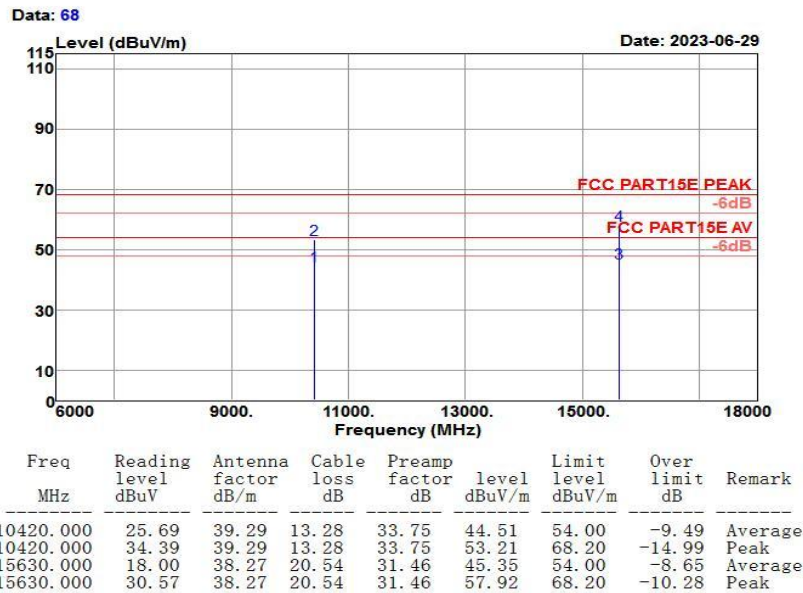 Data: 68
Level (dBuV/m) Date: 2023-06-29
115
110
90
FCC PART15E PEAK
70
-6dB
4
FCC PART15E AV
2
50
-6dB
1 3
30
10
0
6000 9000. 11000. 13000. 15000. 18000
Frequency (MHz)
Freq Reading Antenna Cable Preamp Limit Over
level factor loss factor level level limit Remark
MHz dBuV dB/m dB dB dBuV/m dBuV/m dB
10420.000 25.69 39.29 13.28 33.75 44.51 54.00 -9.49 Average
10420.000 34.39 39.29 13.28 33.75 53.21 68.20 -14.99 Peak
15630.000 18.00 38.27 20.54 31.46 45.35 54.00 -8.65 Average
15630.000 30.57 38.27 20.54 31.46 57.92 68.20 -10.28 Peak